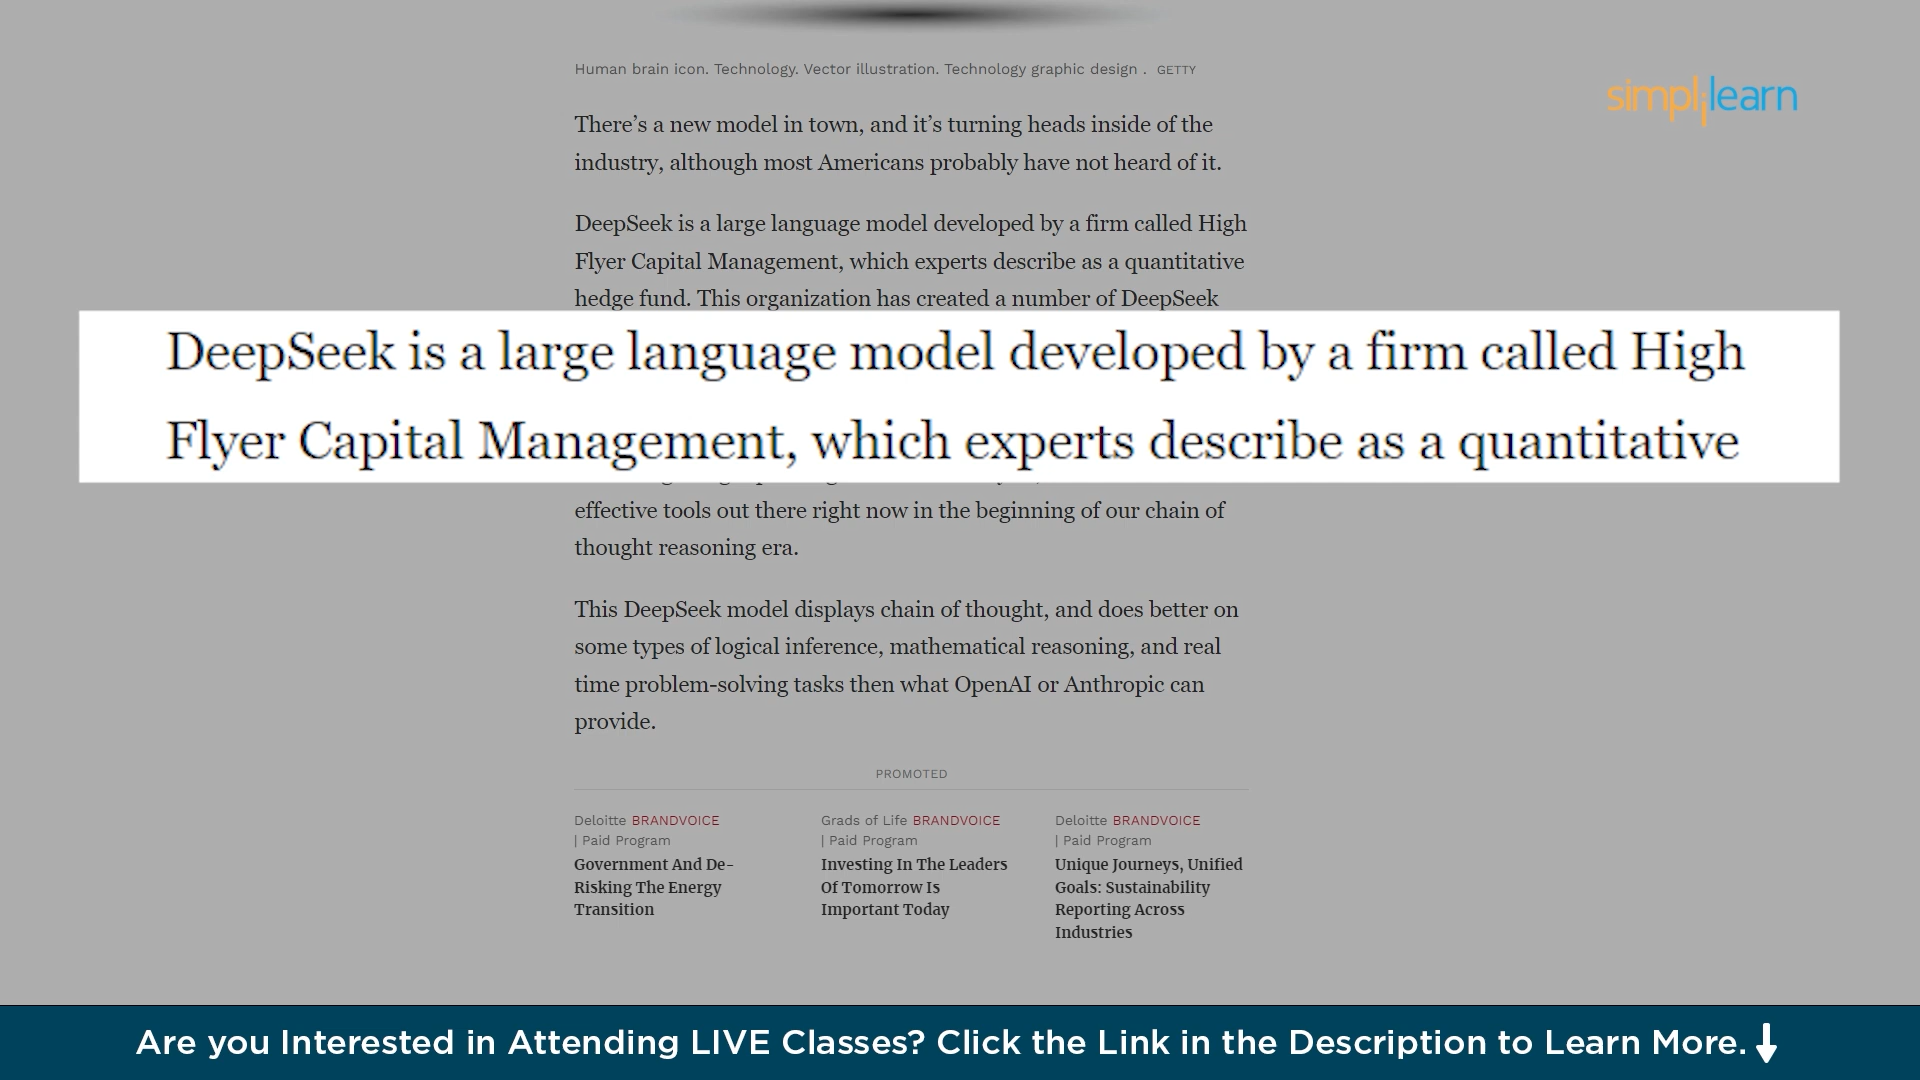 Human brain icon. Technology. Vector illustration. Technology graphic design . GETTY
simplilearn
There’s a new model in town, and it’s turning heads inside of the
industry, although most Americans probably have not heard of it.
DeepSeek is a large language model developed by a firm called High
Flyer Capital Management, which experts describe as a quantitative
hedge fund. This organization has created a number of DeepSeek
DeepSeek is a large language model developed by a firm called High
Flyer Capital Management, which experts describe as a quantitative
effective tools out there right now in the beginning of our chain of
thought reasoning era.
This DeepSeek model displays chain of thought, and does better on
some types of logical inference, mathematical reasoning, and real
time problem-solving tasks then what OpenAI or Anthropic can
provide.
PROMOTED
Deloitte BRANDVOICE
| Paid Program
Government And De-
Risking The Energy
Transition
Grads of Life BRANDVOICE
| Paid Program
Investing In The Leaders
Of Tomorrow Is
Important Today
Deloitte BRANDVOICE
| Paid Program
Unique Journeys, Unified
Goals: Sustainability
Reporting Across
Industries
Are you Interested in Attending LIVE Classes? Click the Link in the Description to Learn More.